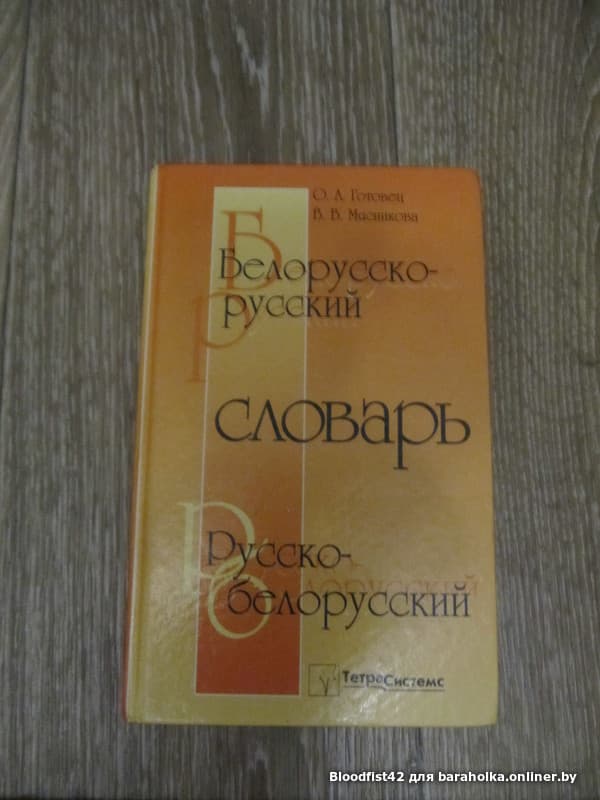 О. А. Готовец
В. В. Мясникова
Белорусско-
русский
словарь
Русско-
белорусский
ТетраСистемс
Bloodfist42 для baraholka.onliner.by